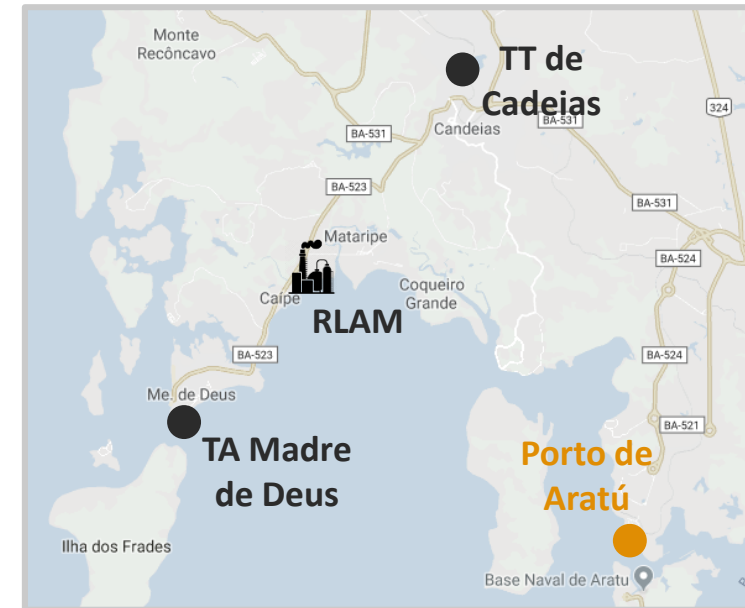 Monte
Recôncavo
TT de
Cadeias
324
BA-531
Candeias
BA-531
BA-523
BA-531
Mataripe
BA-524
Caípe
Coqueiro
Grande
RLAM
BA-523
BA-524
Me. de Deus
BA-521
TA Madre
de Deus
Porto de
Aratú
Ilha dos Frades
Base Naval de Aratu